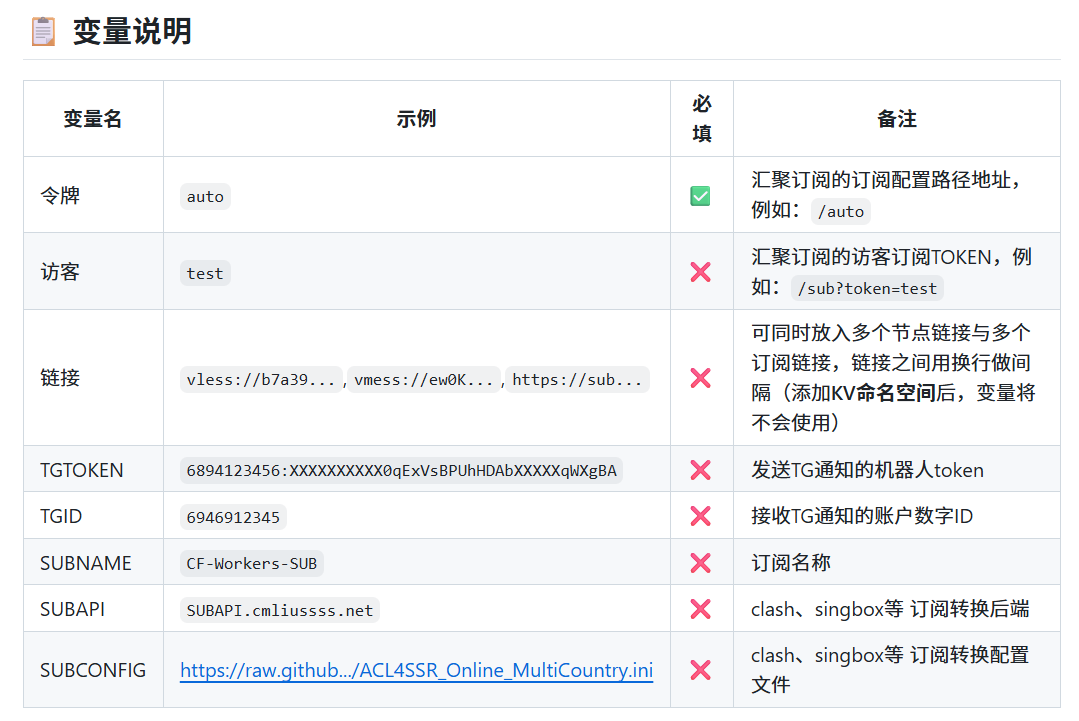 📋 变量说明
变量名 示例 必填 备注
令牌 auto ✅ 汇聚订阅的订阅配置路径地址，
例如： /auto
访客 test ❌ 汇聚订阅的访客订阅TOKEN，例
如： /sub?token=test
链接 vless://b7a39...,vmess://ew0K...,https://sub... ❌ 可同时放入多个节点链接与多个
订阅链接，链接之间用换行做间
隔（添加KV命名空间后，变量将
不会使用）
TGTOKEN 6894123456:XXXXXXXXXX0qExVsBPUhHDAbXXXXXqWXgBA ❌ 发送TG通知的机器人token
TGID 6946912345 ❌ 接收TG通知的账户数字ID
SUBNAME CF-Workers-SUB ❌ 订阅名称
SUBAPI SUBAPI.cmliussss.net ❌ clash、singbox等 订阅转换后端
SUBCONFIG https://raw.github.../ACL4SSR_Online_MultiCountry.ini ❌ clash、singbox等 订阅转换配置
文件